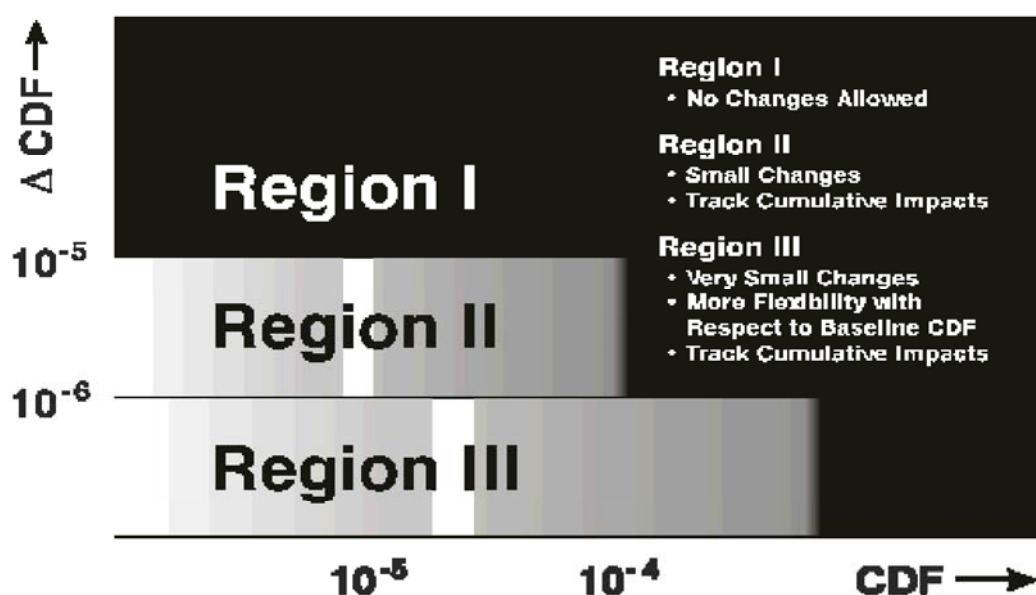 Δ CDF→
Region I
• No Changes Allowed
Region II
• Small Changes
• Track Cumulative Impacts
Region III
• Very Small Changes
• More Flexibility with
Respect to Baseline CDF
• Track Cumulative Impacts
Region I
10⁻⁵
Region II
10⁻⁶
Region III
10⁻⁵
10⁻⁴
CDF→